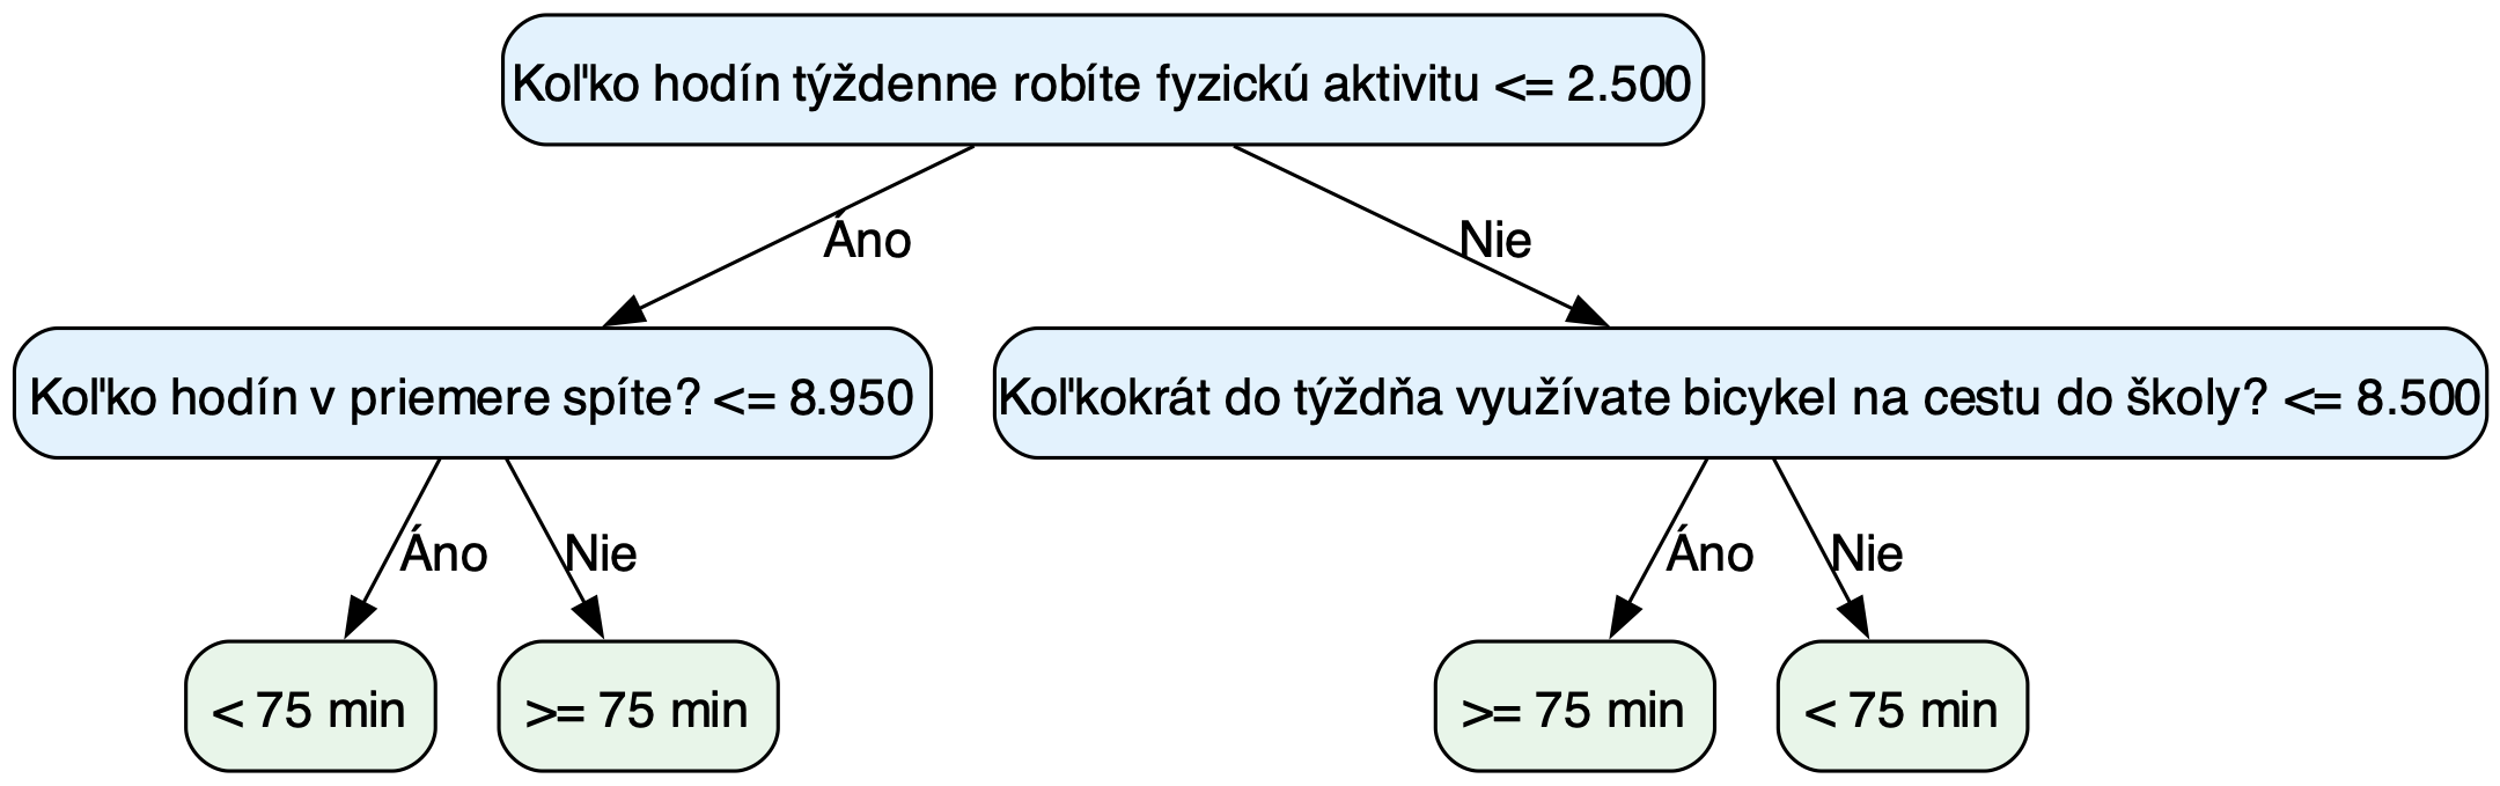 Koľko hodín týždenne robíte fyzickú aktivitu <= 2.500
Áno
Nie
Koľko hodín v priemere spíte? <= 8.950
Koľkokrát do týždňa využívate bicykel na cestu do školy? <= 8.500
Áno
Nie
Áno
Nie
< 75 min
>= 75 min
>= 75 min
< 75 min